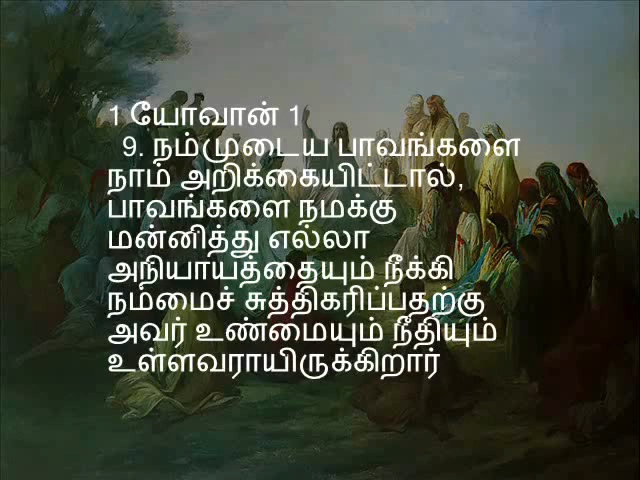 1 யோவான் 1
9. நம்முடைய பாவங்களை
நாம் அறிக்கையிட்டால்,
பாவங்களை நமக்கு
மன்னித்து எல்லா
அநியாயத்தையும் நீக்கி
நம்மைச் சுத்திகரிப்பதற்கு
அவர் உண்மையும் நீதியும்
உள்ளவராயிருக்கிறார்